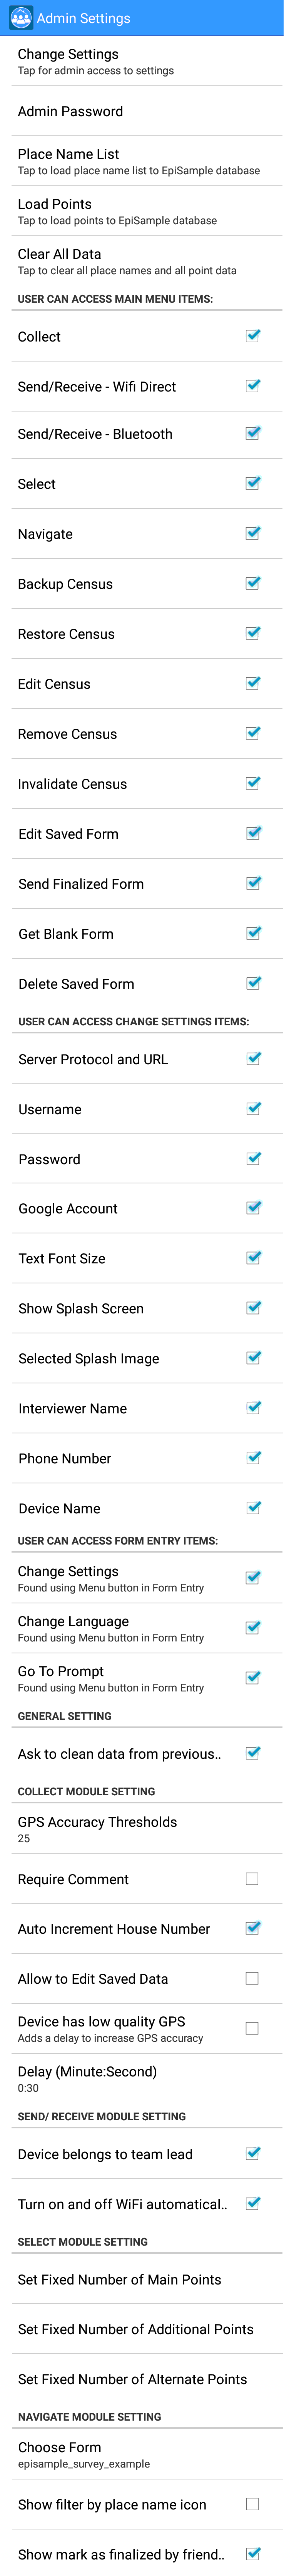 Admin Settings
Change Settings
Tap for admin access to settings
Admin Password
Place Name List
Tap to load place name list to EpiSample database
Load Points
Tap to load points to EpiSample database
Clear All Data
Tap to clear all place names and all point data
USER CAN ACCESS MAIN MENU ITEMS:
Collect
Send/Receive - Wifi Direct
Send/Receive - Bluetooth
Select
Navigate
Backup Census
Restore Census
Edit Census
Remove Census
Invalidate Census
Edit Saved Form
Send Finalized Form
Get Blank Form
Delete Saved Form
USER CAN ACCESS CHANGE SETTINGS ITEMS:
Server Protocol and URL
Username
Password
Google Account
Text Font Size
Show Splash Screen
Selected Splash Image
Interviewer Name
Phone Number
Device Name
USER CAN ACCESS FORM ENTRY ITEMS:
Change Settings
Found using Menu button in Form Entry
Change Language
Found using Menu button in Form Entry
Go To Prompt
Found using Menu button in Form Entry
GENERAL SETTING
Ask to clean data from previous..
COLLECT MODULE SETTING
GPS Accuracy Thresholds
25
Require Comment
Auto Increment House Number
Allow to Edit Saved Data
Device has low quality GPS
Adds a delay to increase GPS accuracy
Delay (Minute:Second)
0:30
SEND/ RECEIVE MODULE SETTING
Device belongs to team lead
Turn on and off WiFi automatical..
SELECT MODULE SETTING
Set Fixed Number of Main Points
Set Fixed Number of Additional Points
Set Fixed Number of Alternate Points
NAVIGATE MODULE SETTING
Choose Form
episample_survey_example
Show filter by place name icon
Show mark as finalized by friend..